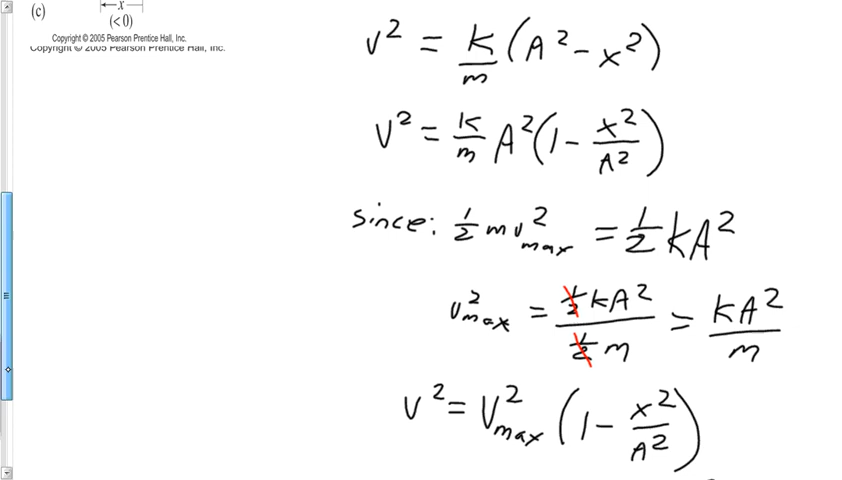 (c)
x
(<0)
Copyright © 2005 Pearson Prentice Hall, Inc.
Copyright © 2005 Pearson Prentice Hall, Inc.
v² = k/m (A² - x²)
v² = k/m A² (1 - x²/A²)
since: ½ m v²max = ½ kA²
v²max = ½ kA² / ½ m = kA²/m
v² = v²max (1 - x²/A²)